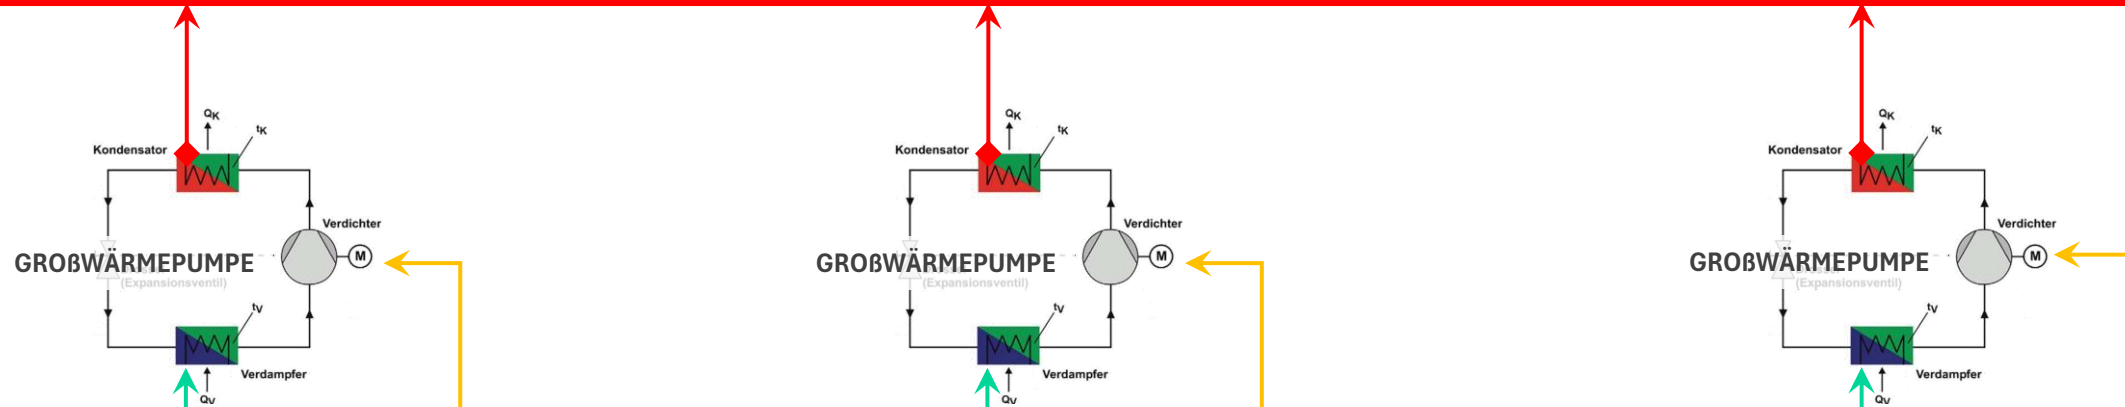 QK
tK
Kondensator
Verdichter
M
GROßWÄRMEPUMPE
(Expansionsventil)
tV
Verdampfer
QV
QK
tK
Kondensator
Verdichter
M
GROßWÄRMEPUMPE
(Expansionsventil)
tV
Verdampfer
QV
QK
tK
Kondensator
Verdichter
M
GROßWÄRMEPUMPE
(Expansionsventil)
tV
Verdampfer
QV